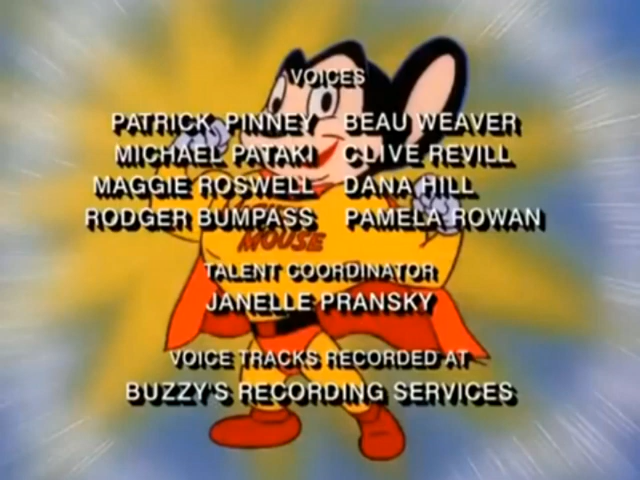 VOICES
PATRICK PINNEY BEAU WEAVER
MICHAEL PATAKI CLIVE REVILL
MAGGIE ROSWELL DANA HILL
RODGER BUMPASS PAMELA ROWAN
MOUSE
TALENT COORDINATOR
JANELLE PRANSKY
VOICE TRACKS RECORDED AT
BUZZY'S RECORDING SERVICES